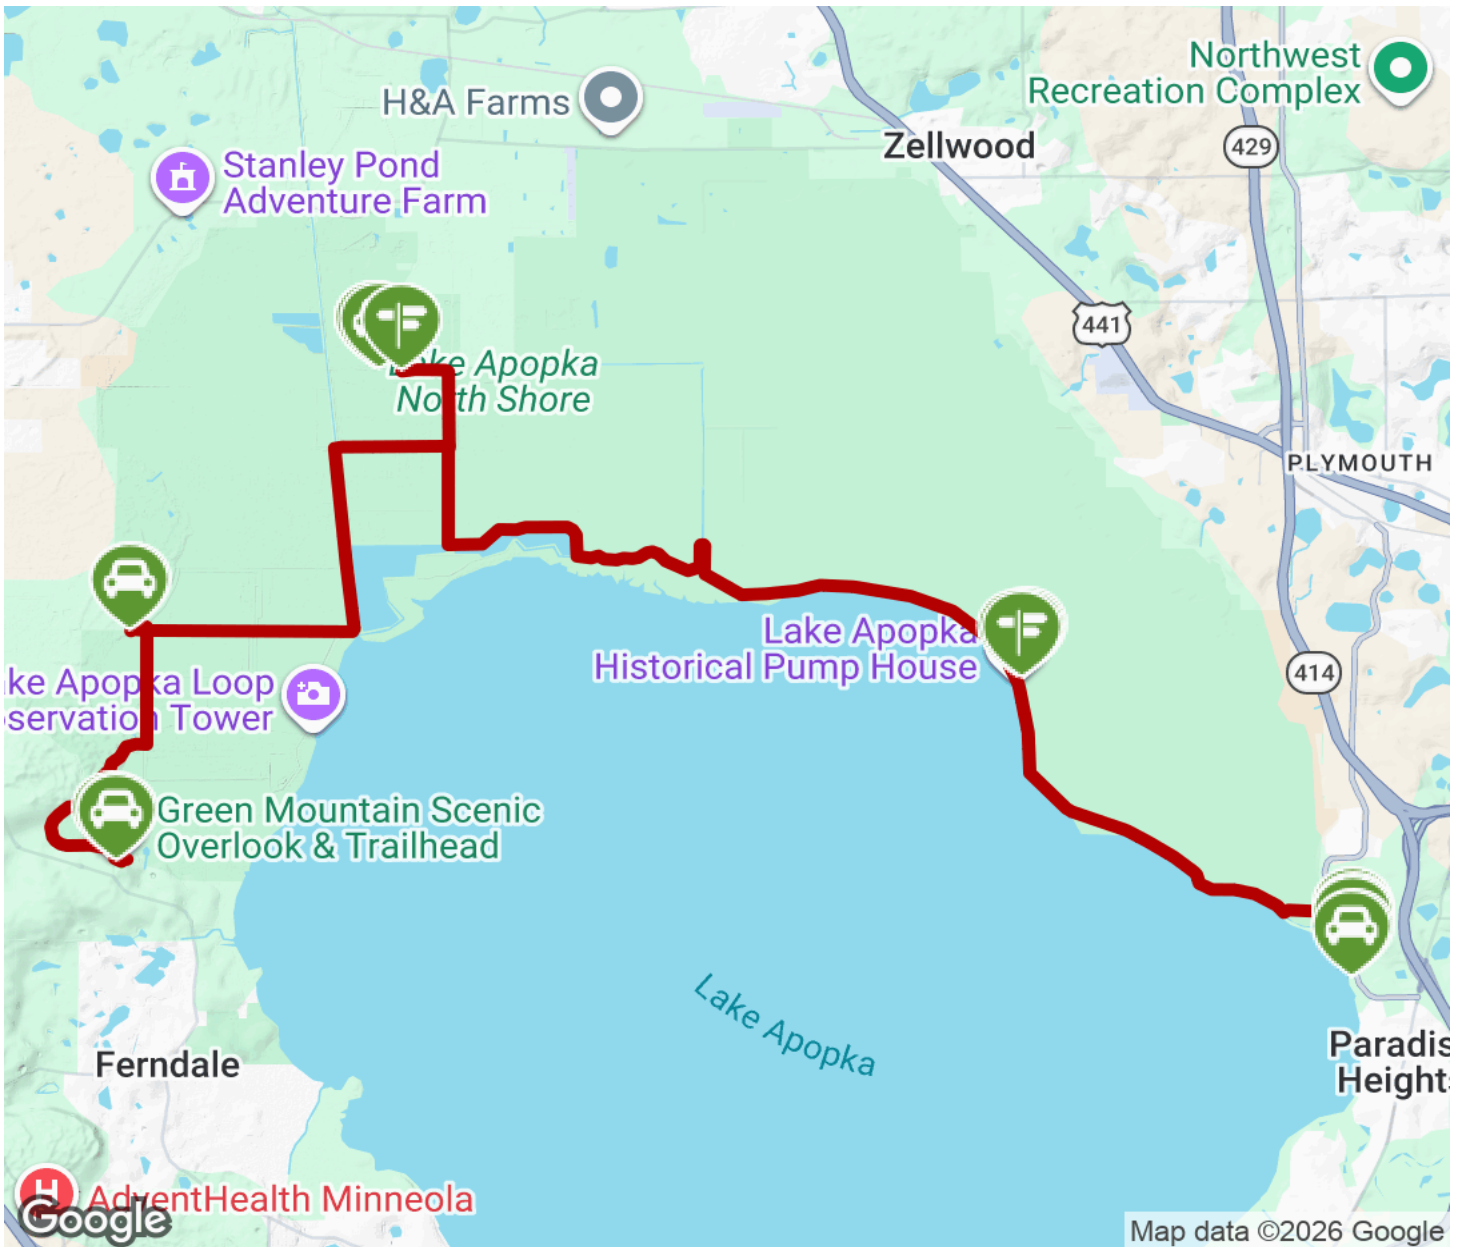 Northwest
Recreation Complex
H&A Farms
Zellwood
429
Stanley Pond
Adventure Farm
441
Lake Apopka
North Shore
PLYMOUTH
Lake Apopka
Historical Pump House
414
ke Apopka Loop
servation Tower
Green Mountain Scenic
Overlook & Trailhead
Lake Apopka
Paradis
Height
Ferndale
H
AdventHealth Minneola
Google
Map data ©2026 Google